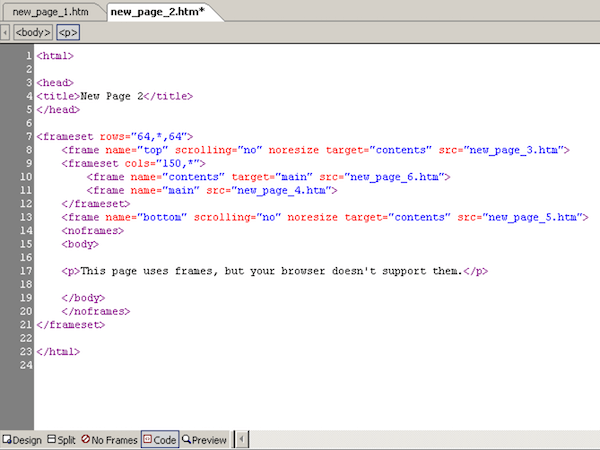 new_page_1.htm new_page_2.htm*
<body> <p>
1 <html>
2
3 <head>
4 <title>New Page 2</title>
5 </head>
6
7 <frameset rows="64,*,64">
8 <frame name="top" scrolling="no" noresize target="contents" src="new_page_3.htm">
9 <frameset cols="150,*">
10 <frame name="contents" target="main" src="new_page_6.htm">
11 <frame name="main" src="new_page_4.htm">
12 </frameset>
13 <frame name="bottom" scrolling="no" noresize target="contents" src="new_page_5.htm">
14 <noframes>
15 <body>
16
17 <p>This page uses frames, but your browser doesn't support them.</p>
18
19 </body>
20 </noframes>
21 </frameset>
22
23 </html>
24
Design Split No Frames Code Preview